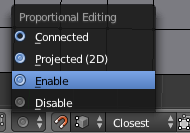 Proportional Editing
Connected
Projected (2D)
Enable
Disable
Closest